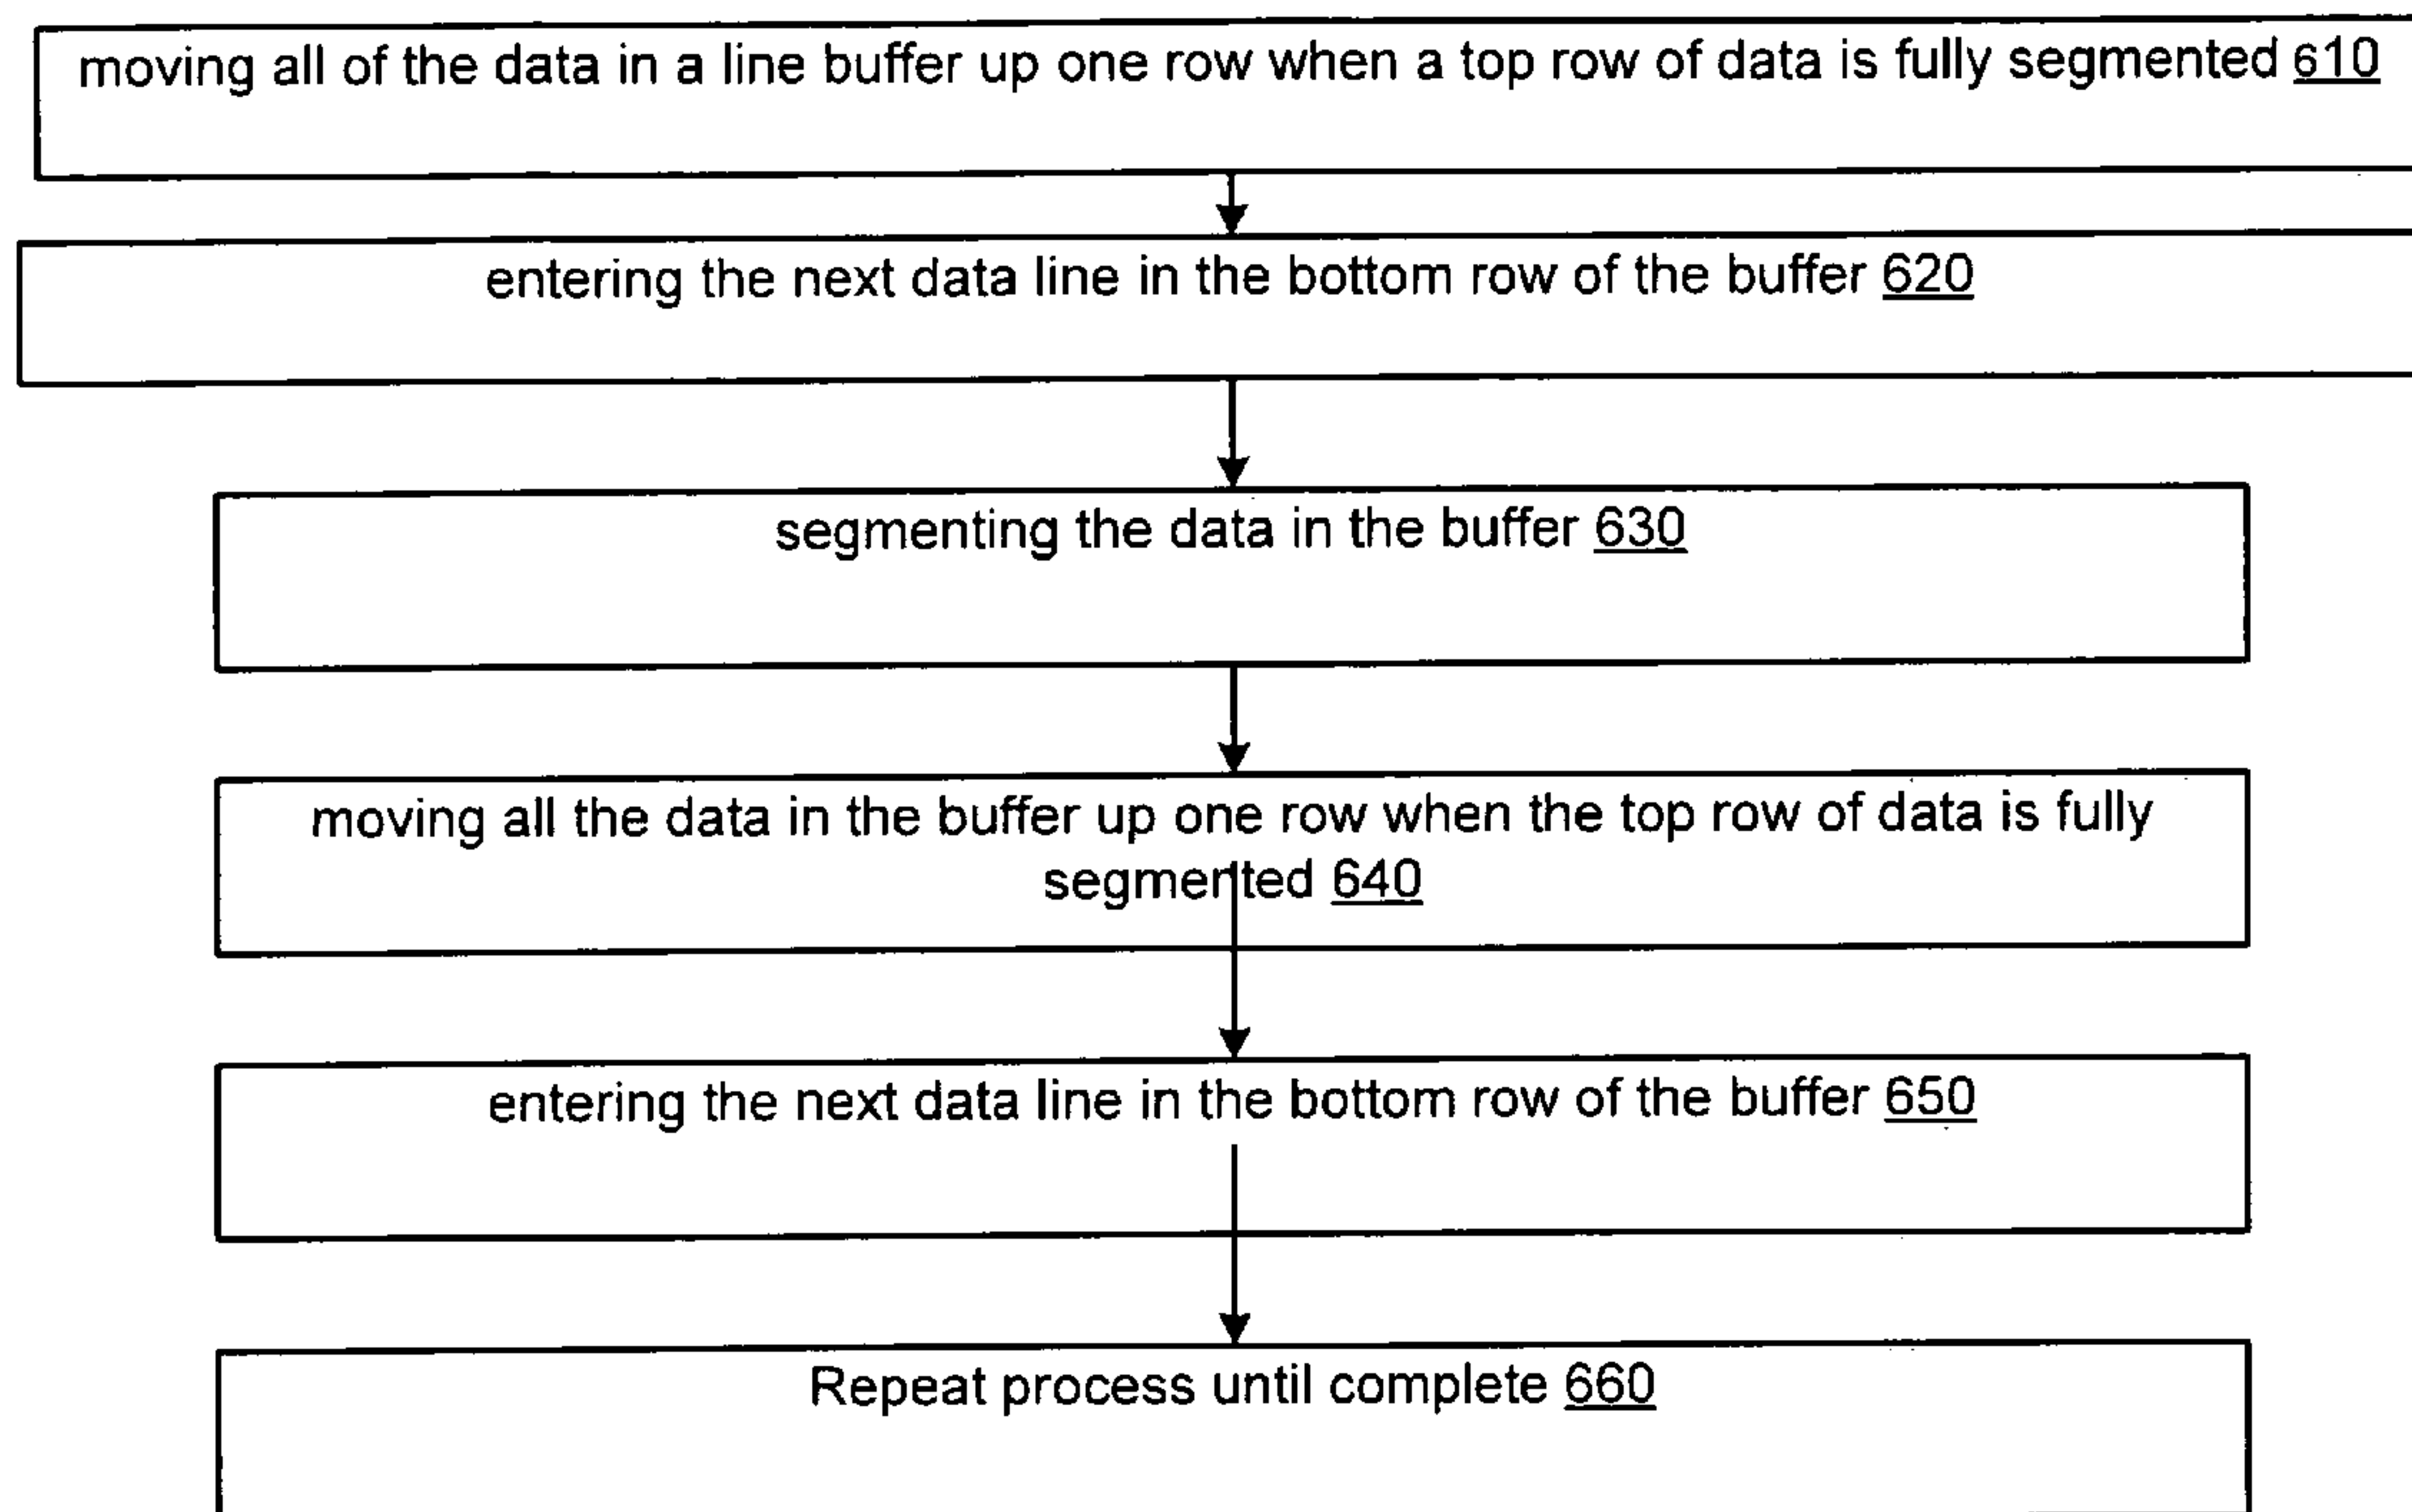 moving all of the data in a line buffer up one row when a top row of data is fully segmented 610
entering the next data line in the bottom row of the buffer 620
segmenting the data in the buffer 630
moving all the data in the buffer up one row when the top row of data is fully
segmented 640
entering the next data line in the bottom row of the buffer 650
Repeat process until complete 660